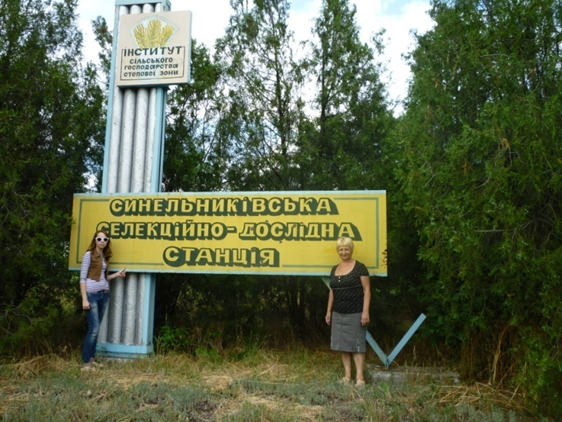 ІНСТИТУТ
СІЛЬСЬКОГО
ГОСПОДАРСТВА
СТЕПОВОЇ ЗОНИ
СИНЕЛЬНИКІВСЬКА
СЕЛЕКЦІЙНО-ДОСЛІДНА
СТАНЦІЯ